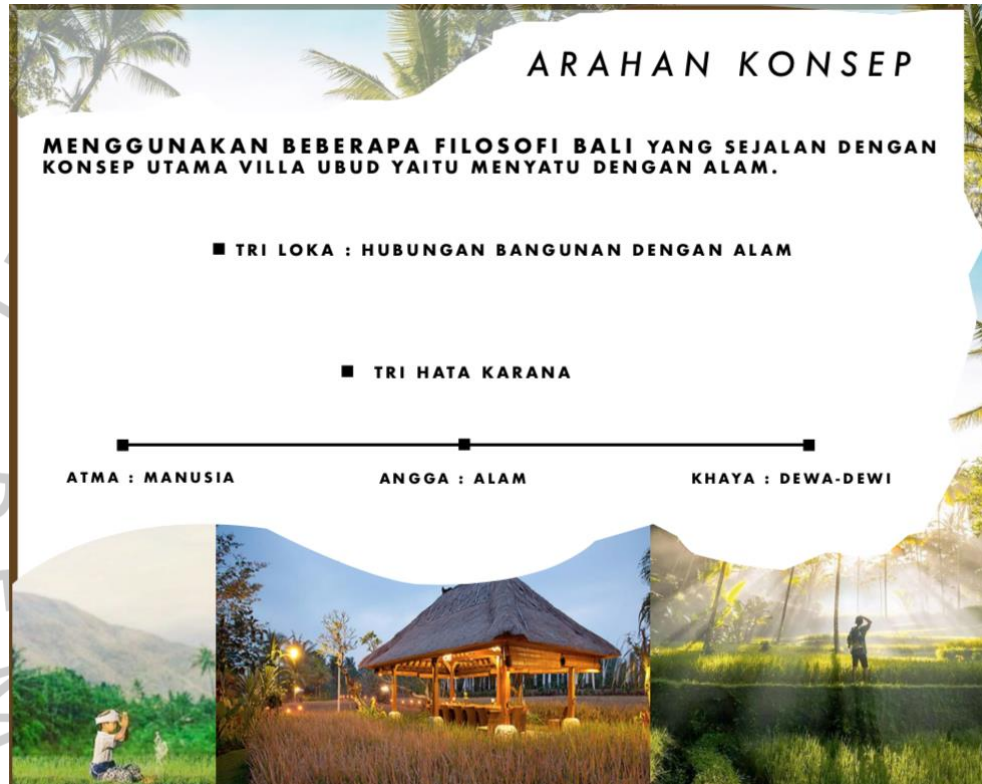 ARAHAN KONSEP
MENGGUNAKAN BEBERAPA FILOSOFI BALI YANG SEJALAN DENGAN
KONSEP UTAMA VILLA UBUD YAITU MENYATU DENGAN ALAM.
TRI LOKA : HUBUNGAN BANGUNAN DENGAN ALAM
TRI HATA KARANA
ATMA : MANUSIA
ANGGA : ALAM
KHAYA : DEWA-DEWI